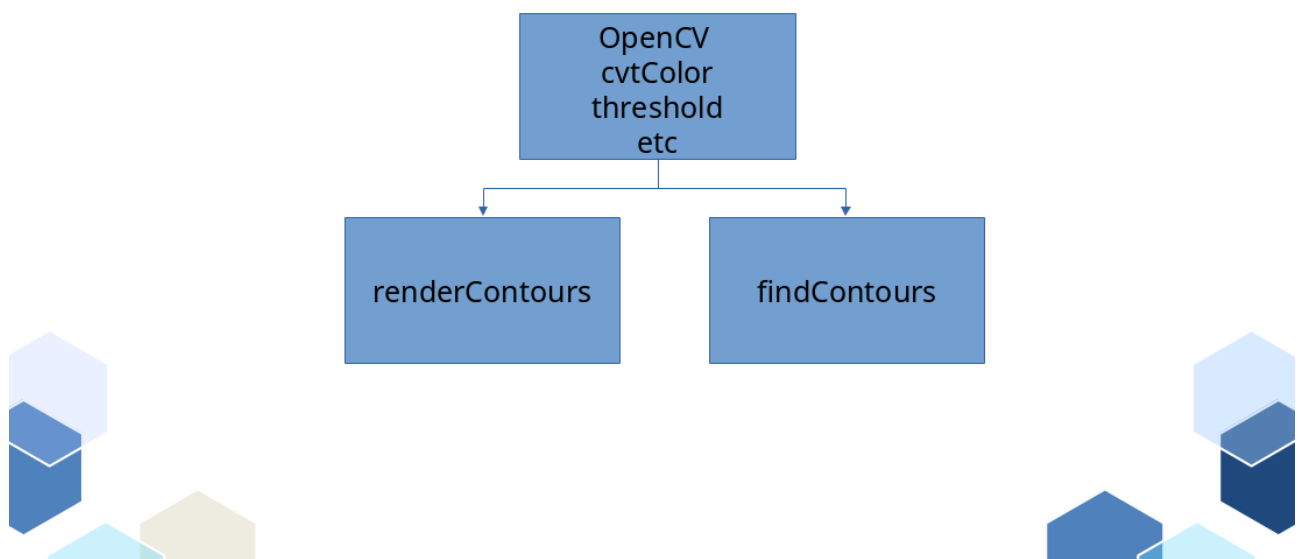 OpenCV
cvtColor
threshold
etc
renderContours
findContours